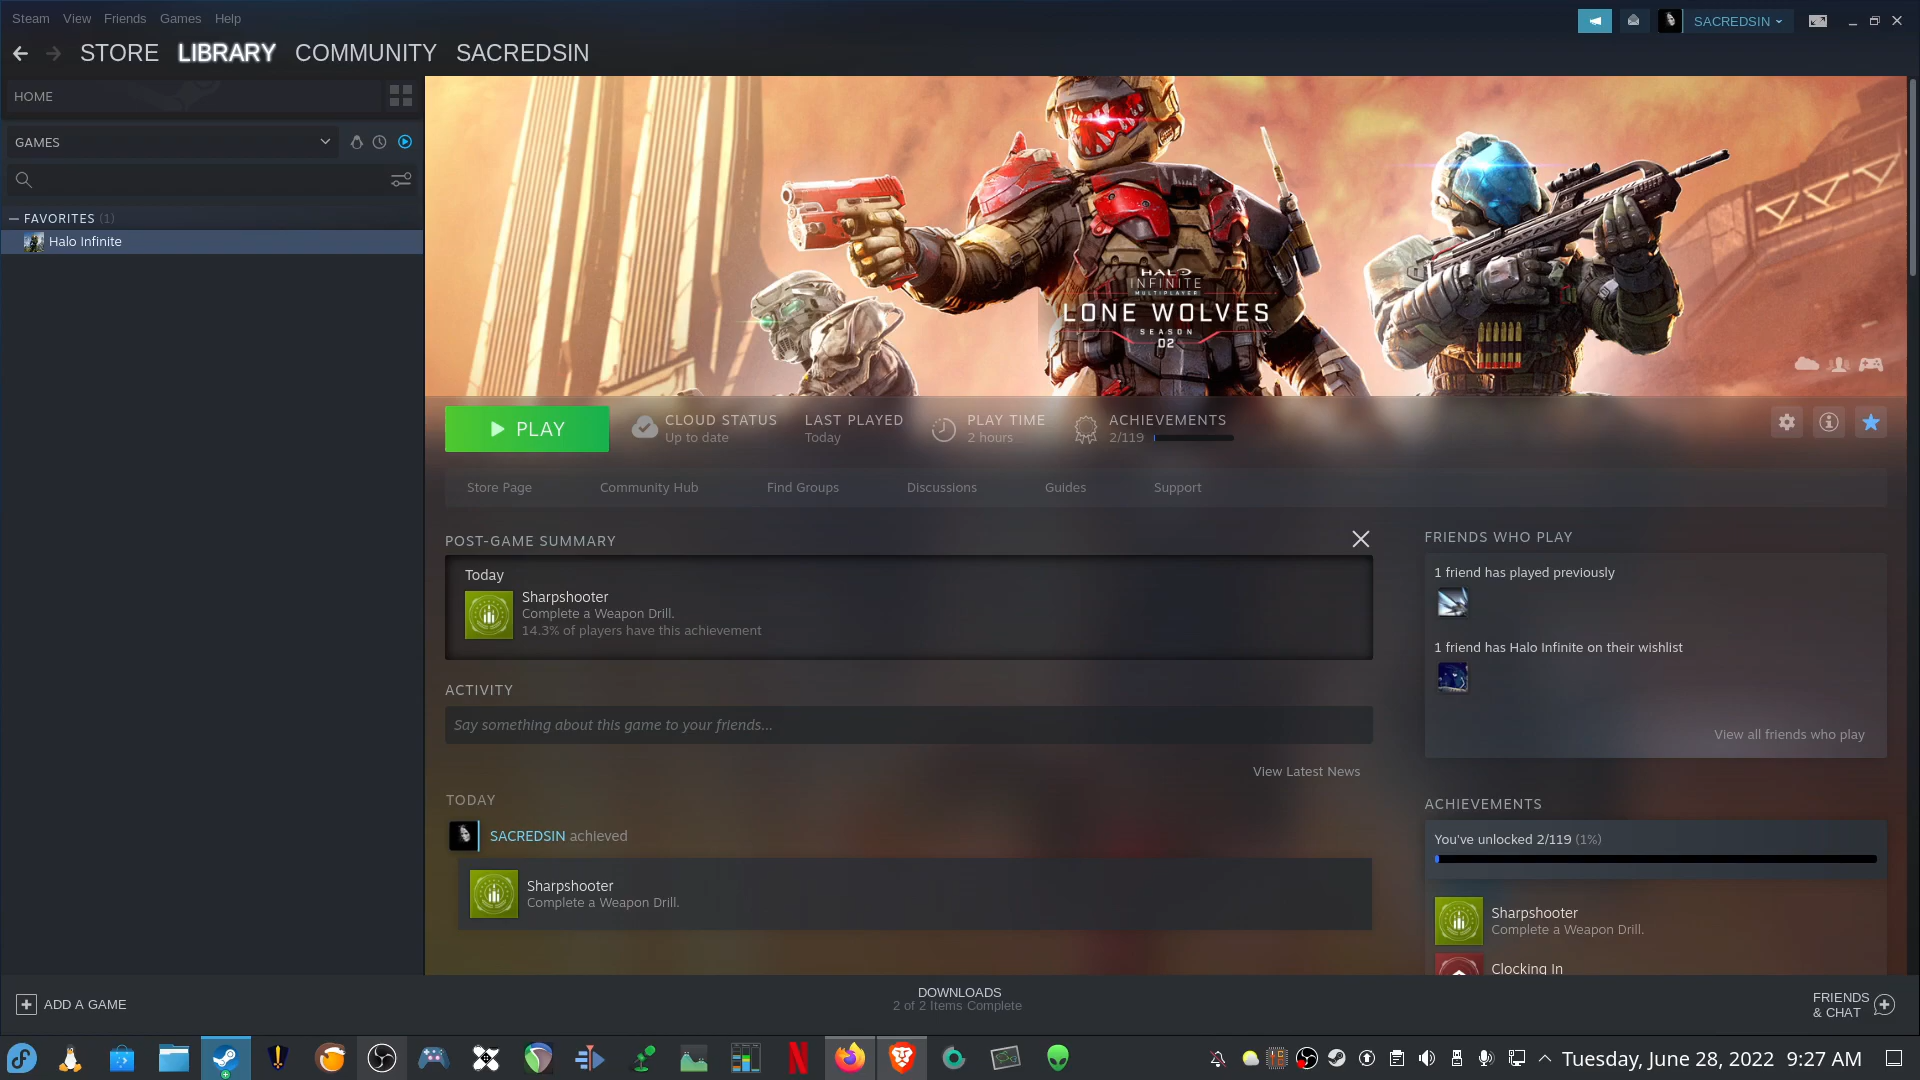 Steam View Friends Games Help
SACREDSIN
STORE LIBRARY COMMUNITY SACREDSIN
HOME
GAMES
— FAVORITES (1)
Halo Infinite
HALO
INFINITE
MULTIPLAYER
LONE WOLVES
SEASON
02
PLAY
CLOUD STATUS
Up to date
LAST PLAYED
Today
PLAY TIME
2 hours
ACHIEVEMENTS
2/119
Store Page Community Hub Find Groups Discussions Guides Support
POST-GAME SUMMARY
Today
Sharpshooter
Complete a Weapon Drill.
14.3% of players have this achievement
ACTIVITY
Say something about this game to your friends...
View Latest News
TODAY
SACREDSIN achieved
Sharpshooter
Complete a Weapon Drill.
FRIENDS WHO PLAY
1 friend has played previously
1 friend has Halo Infinite on their wishlist
View all friends who play
ACHIEVEMENTS
You've unlocked 2/119 (1%)
Sharpshooter
Complete a Weapon Drill.
Clocking In
ADD A GAME
DOWNLOADS
2 of 2 Items Complete
FRIENDS
& CHAT
Tuesday, June 28, 2022 9:27 AM